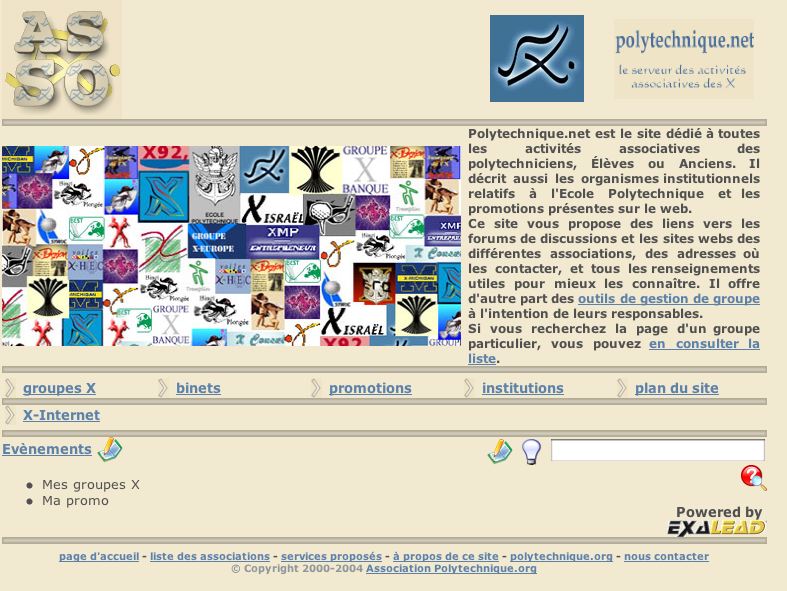 AS
SO
polytechnique.net
le serveur des activités
associatives des X
Polytechnique.net est le site dédié à toutes
les activités associatives des
polytechniciens, Élèves ou Anciens. Il
décrit aussi les organismes institutionnels
relatifs à l'Ecole Polytechnique et les
promotions présentes sur le web.
Ce site vous propose des liens vers les
forums de discussions et les sites webs des
différentes associations, des adresses où
les contacter, et tous les renseignements
utiles pour mieux les connaître. Il offre
d'autre part des outils de gestion de groupe
à l'intention de leurs responsables.
Si vous recherchez la page d'un groupe
particulier, vous pouvez en consulter la
liste.
X92,
GROUPE
X
BANQUE
ECOLE
POLYTECHNIQUE
XISRAËL
GROUPE
X-EUROPE
XMP
ENTREPRENEUR
Binet
Plongée
GROUPE
X
BANQUE
XISRAËL
groupes X
binets
promotions
institutions
plan du site
X-Internet
Evènements
Mes groupes X
Ma promo
Powered by
EXALEAD
page d'accueil - liste des associations - services proposés - à propos de ce site - polytechnique.org - nous contacter
© Copyright 2000-2004 Association Polytechnique.org